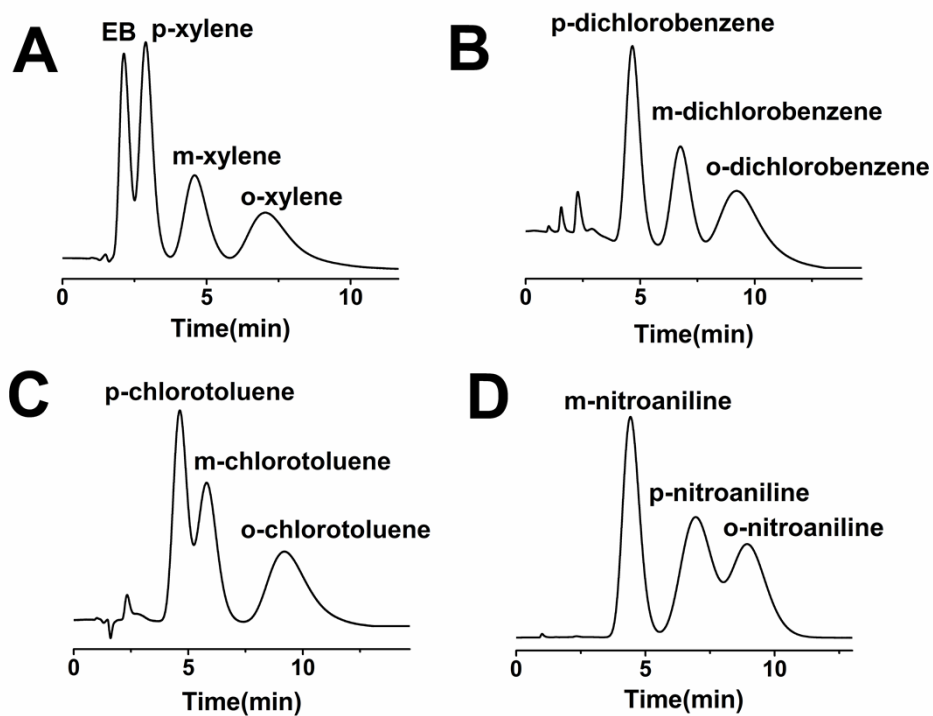 A
EB p-xylene
m-xylene
o-xylene
0 5 10
Time(min)
B
p-dichlorobenzene
m-dichlorobenzene
o-dichlorobenzene
0 5 10
Time(min)
C
p-chlorotoluene
m-chlorotoluene
o-chlorotoluene
0 5 10
Time(min)
D
m-nitroaniline
p-nitroaniline
o-nitroaniline
0 5 10
Time(min)